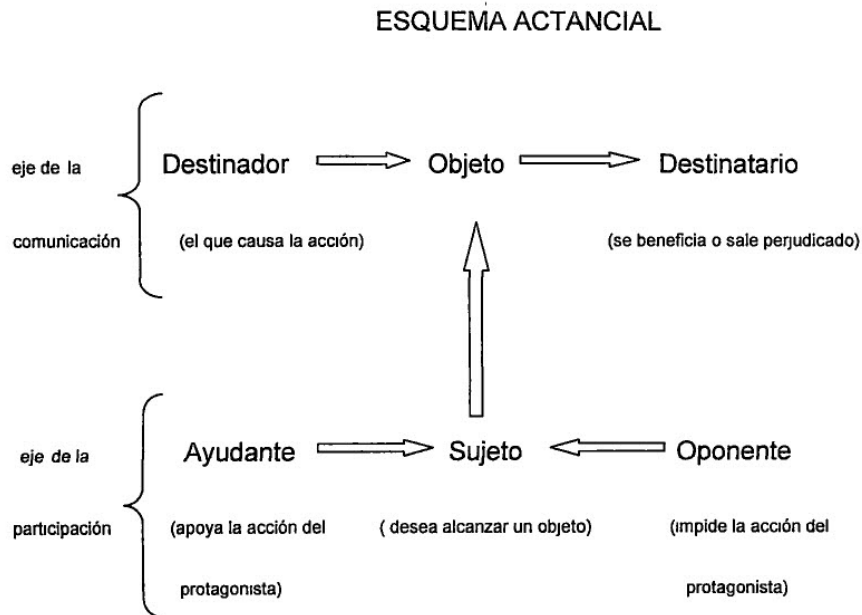 ESQUEMA ACTANCIAL
eje de la
comunicación
Destinador
Objeto
Destinatario
(el que causa la acción)
(se beneficia o sale perjudicado)
eje de la
participación
Ayudante
Sujeto
Oponente
(apoya la acción del
protagonista)
( desea alcanzar un objeto)
(impide la acción del
protagonista)